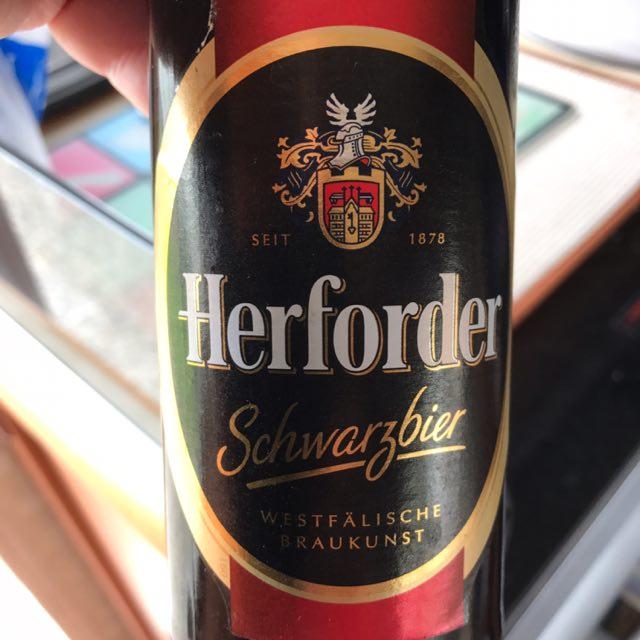 SEIT 1878
Herforder
Schwarzbier
WESTFÄLISCHE
BRAUKUNST